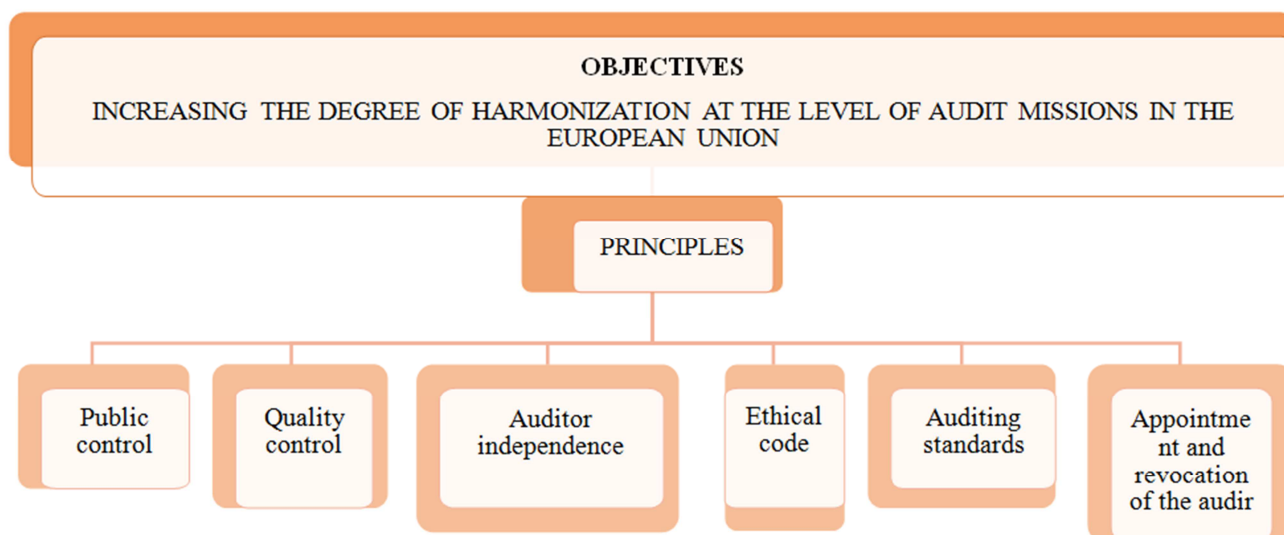 OBJECTIVES
INCREASING THE DEGREE OF HARMONIZATION AT THE LEVEL OF AUDIT MISSIONS IN THE
EUROPEAN UNION
PRINCIPLES
Public
control
Quality
control
Auditor
independence
Ethical
code
Auditing
standards
Appointme
nt and
revocation
of the audir